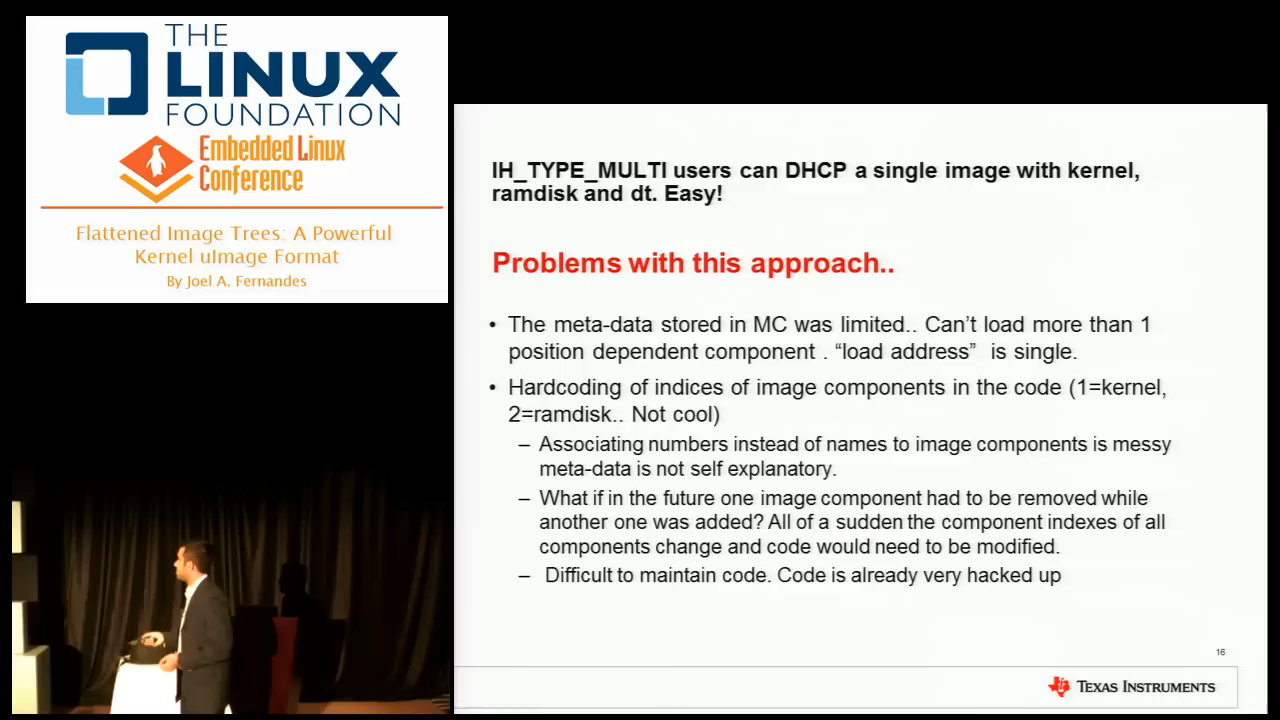 THE
LINUX
FOUNDATION
Embedded Linux
Conference
Flattened Image Trees: A Powerful
Kernel uImage Format
By Joel A. Fernandes
IH_TYPE_MULTI users can DHCP a single image with kernel,
ramdisk and dt. Easy!
Problems with this approach..
• The meta-data stored in MC was limited.. Can't load more than 1
position dependent component . “load address” is single.
• Hardcoding of indices of image components in the code (1=kernel,
2=ramdisk.. Not cool)
– Associating numbers instead of names to image components is messy
meta-data is not self explanatory.
– What if in the future one image component had to be removed while
another one was added? All of a sudden the component indexes of all
components change and code would need to be modified.
– Difficult to maintain code. Code is already very hacked up
16
TEXAS INSTRUMENTS